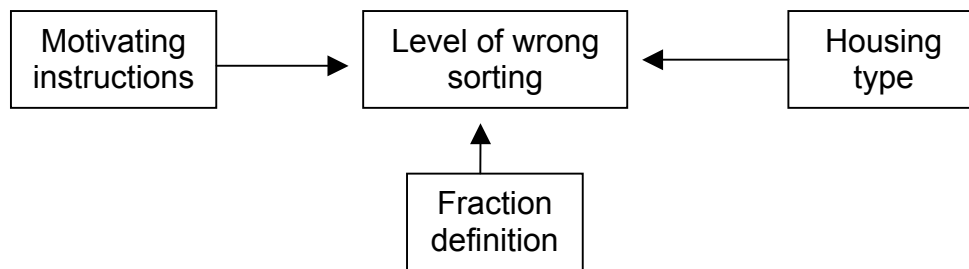 Motivating
instructions
Level of wrong
sorting
Housing
type
Fraction
definition